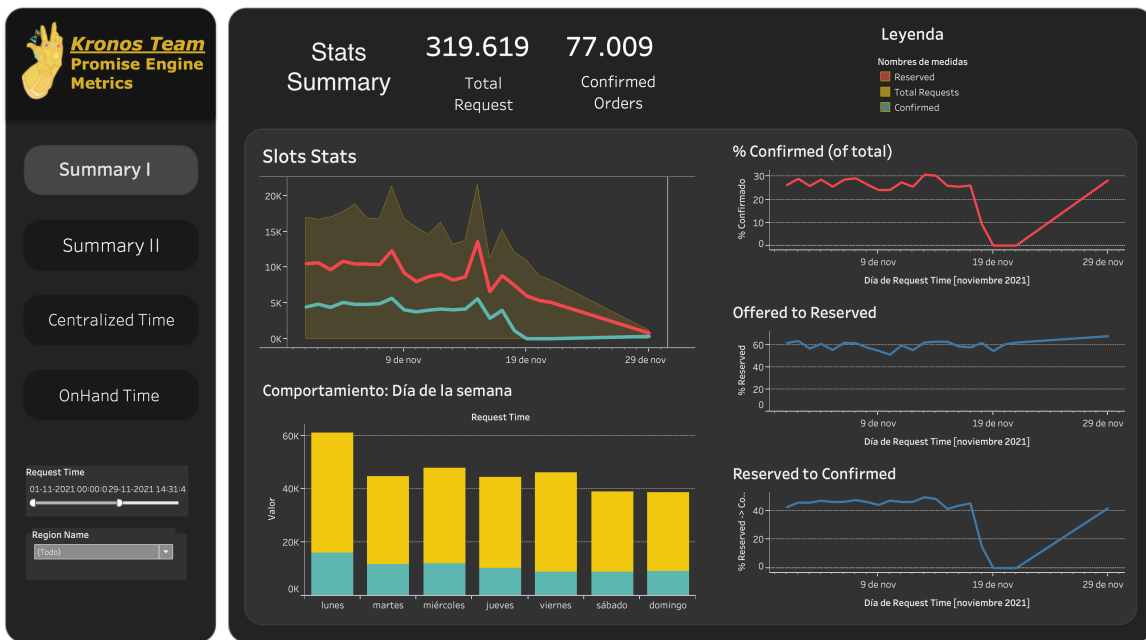 Kronos Team
Promise Engine
Metrics
Summary I
Summary II
Centralized Time
OnHand Time
Request Time
01-11-2021 00:00:0 29-11-2021 14:31:4
Region Name
(Todo)
Stats
Summary
319.619
Total
Request
77.009
Confirmed
Orders
Leyenda
Nombres de medidas
Reserved
Total Requests
Confirmed
Slots Stats
20K
15K
10K
5K
0K
9 de nov
19 de nov
29 de nov
Comportamiento: Día de la semana
Request Time
Valor
60K
40K
20K
0K
lunes
martes
miércoles
jueves
viernes
sábado
domingo
% Confirmed (of total)
% Confirmado
30
20
10
0
9 de nov
19 de nov
29 de nov
Día de Request Time [noviembre 2021]
Offered to Reserved
% Reserved
60
40
20
0
9 de nov
19 de nov
29 de nov
Día de Request Time [noviembre 2021]
Reserved to Confirmed
% Reserved -> Co..
40
20
0
9 de nov
19 de nov
29 de nov
Día de Request Time [noviembre 2021]